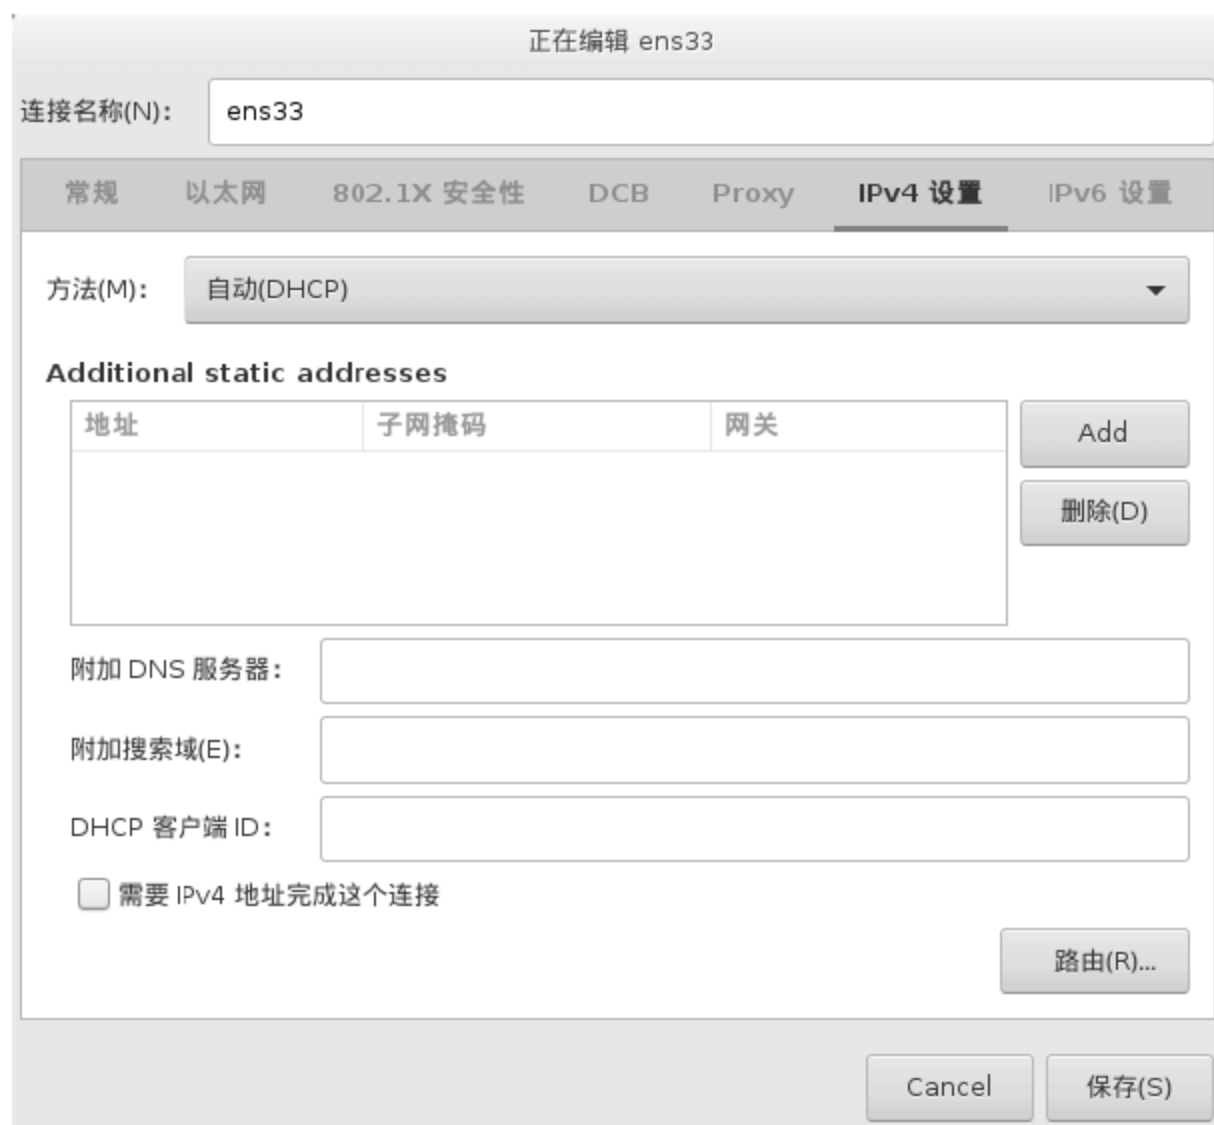 正在编辑 ens33
连接名称(N)： ens33
常规 以太网 802.1X 安全性 DCB Proxy IPv4 设置 IPv6 设置
方法(M)： 自动(DHCP)
Additional static addresses
地址 子网掩码 网关
Add
删除(D)
附加 DNS 服务器：
附加搜索域(E)：
DHCP 客户端 ID：
需要 IPv4 地址完成这个连接
路由(R)...
Cancel 保存(S)